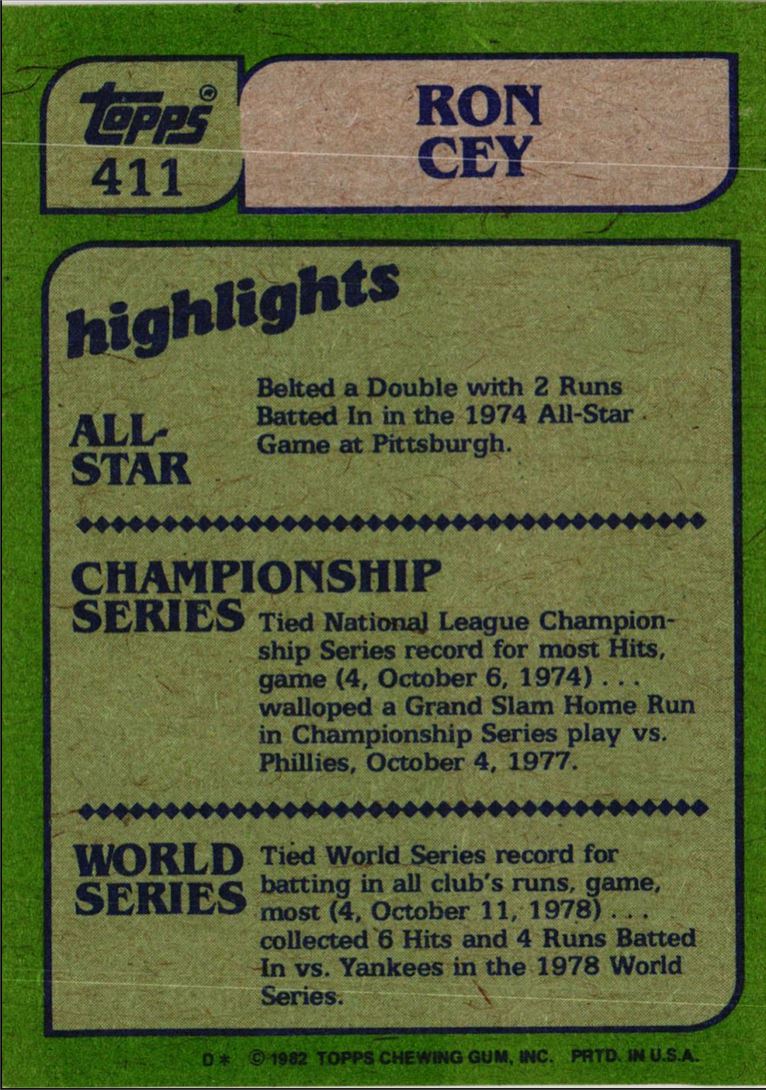 Topps®
411
RON
CEY
highlights
ALL-
STAR
Belted a Double with 2 Runs
Batted In in the 1974 All-Star
Game at Pittsburgh.
CHAMPIONSHIP
SERIES
Tied National League Champion-
ship Series record for most Hits,
game (4, October 6, 1974) . . .
walloped a Grand Slam Home Run
in Championship Series play vs.
Phillies, October 4, 1977.
WORLD
SERIES
Tied World Series record for
batting in all club's runs, game,
most (4, October 11, 1978) . . .
collected 6 Hits and 4 Runs Batted
In vs. Yankees in the 1978 World
Series.
D* © 1982 TOPPS CHEWING GUM, INC. PRTD. IN U.S.A.